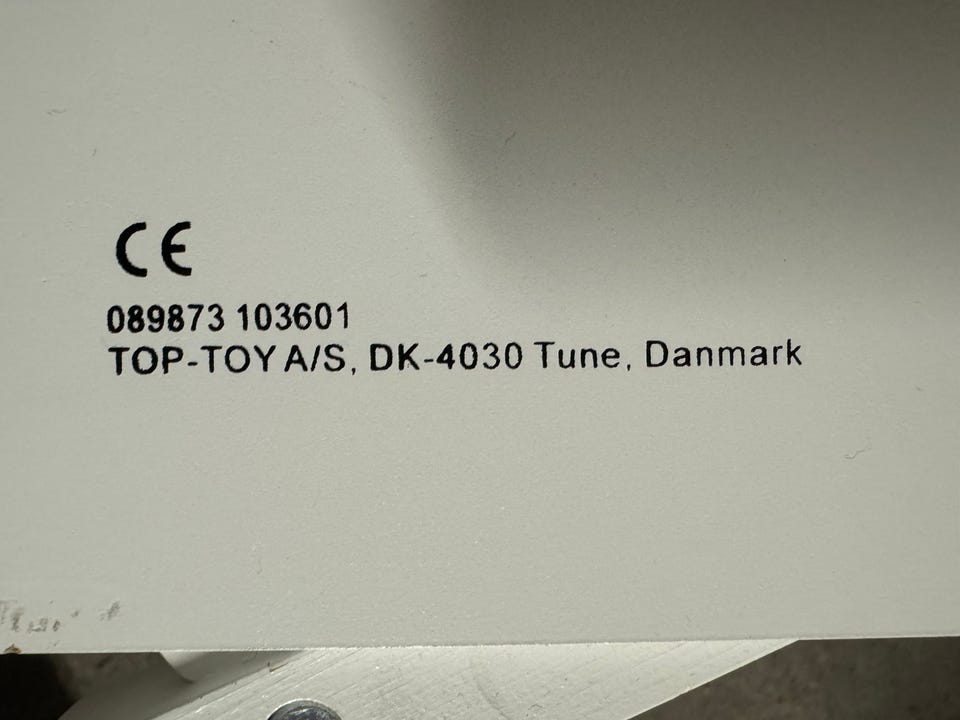 CE
089873 103601
TOP-TOY A/S, DK-4030 Tune, Danmark